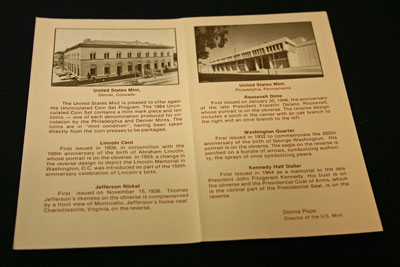 United States Mint,
Denver, Colorado.
The United States Mint is pleased to offer again
the Uncirculated Coin Set Program. The 1984 Uncir-
culated Coin Set contains a mint mark piece and ten
coins — one of each denomination produced for cir-
culation by the Philadelphia and Denver Mints. The
coins are in "mint condition," having been taken
directly from the coin presses to be packaged.
Lincoln Cent
First issued in 1909, in connection with the
100th anniversary of the birth of Abraham Lincoln,
whose portrait is on the obverse. In 1959, a change in
the reverse design to depict the Lincoln Memorial in
Washington, D.C. was introduced as part of the 150th
anniversary celebration of Lincoln's birth.
Jefferson Nickel
First issued on November 15, 1938. Thomas
Jefferson's likeness on the obverse is complemented
by a front view of Monticello, Jefferson's home near
Charlottesville, Virginia, on the reverse.
United States Mint,
Philadelphia, Pennsylvania
Roosevelt Dime
First issued on January 30, 1946, the anniversary
of the late President Franklin Delano Roosevelt,
whose portrait is on the obverse. The reverse design
includes a torch in the center with an oak branch to
the right and an olive branch to the left.
Washington Quarter
First issued in 1932 to commemorate the 200th
anniversary of the birth of George Washington. His
portrait is on the obverse. The eagle on the reverse is
perched on a bundle of arrows, symbolizing authori-
ty; the sprays of olive symbolizing peace.
Kennedy Half Dollar
First issued in 1964 as a memorial to the late
President John Fitzgerald Kennedy. His bust is on
the obverse and the Presidential Coat of Arms, which
is the central part of the Presidential Seal, is on the
reverse.
Donna Pope
Director of the U.S. Mint